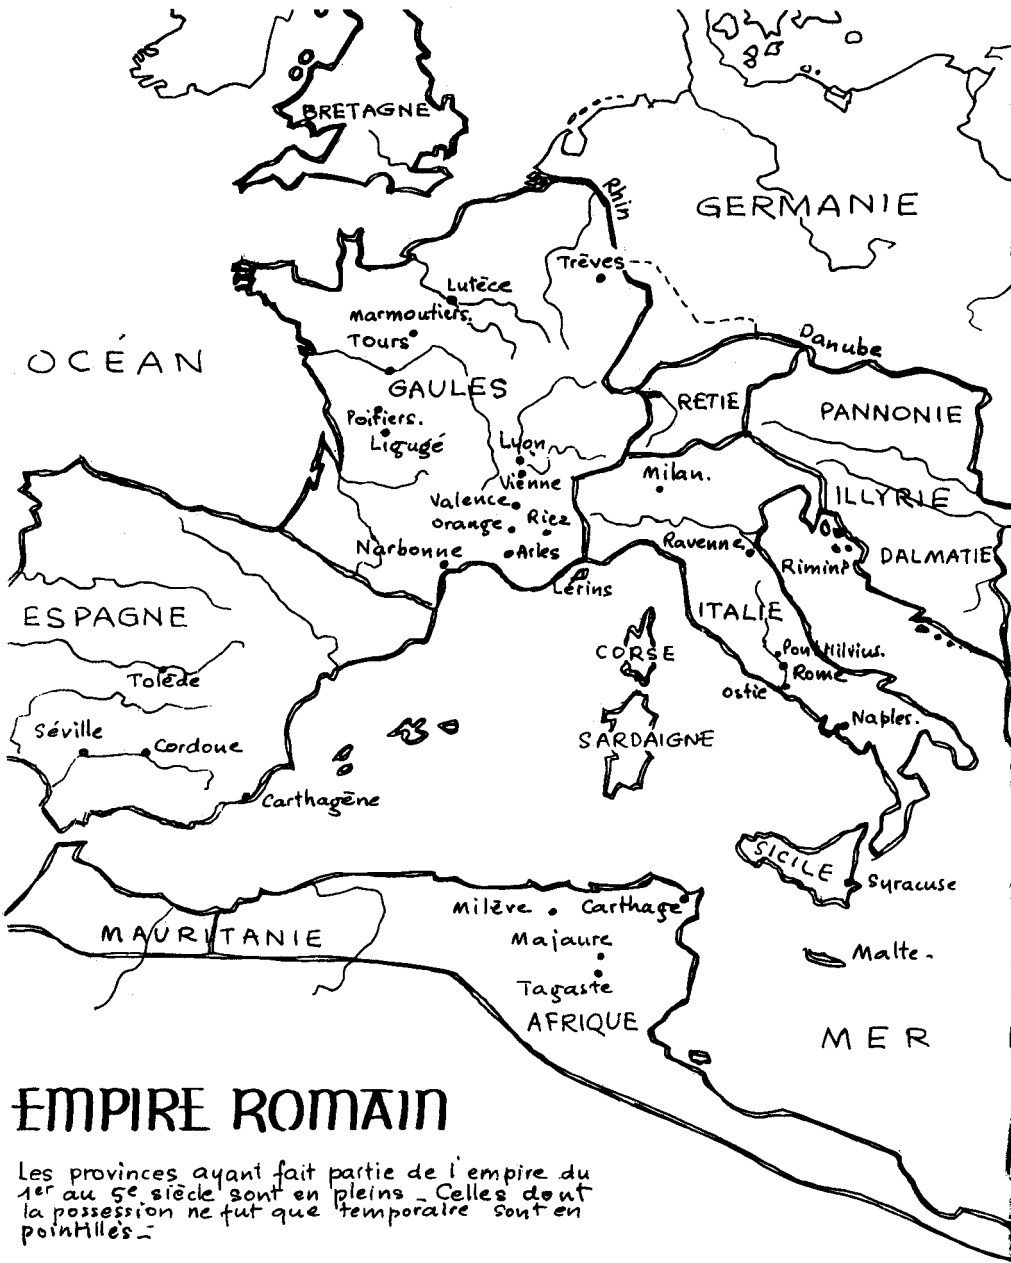 BRETAGNE
Rhin
GERMANIE
Trèves
Lutèce
Marmoutiers.
Tours
OCÉAN
Danube
GAULES
RETIE
PANNONIE
Poitiers.
Ligugé
Lyon
Vienne
Milan.
ILLYRIE
Valence
Orange
Riez
Narbonne
Arles
Ravenne
Rimini
DALMATIE
Lérins
ESPAGNE
ITALIE
CORSE
Pont Milvius.
Rome
Tolède
Ostie
Naples.
Séville
Cordoue
SARDAIGNE
Carthagène
SICILE
Syracuse
Milève
Carthage
MAURITANIE
Majaure
Malte.
Tagaste
AFRIQUE
MER
EMPIRE ROMAIN
Les provinces ayant fait partie de l'empire du
1er au 5e siècle sont en pleins _ Celles dont
la possession ne fut que temporaire sont en
pointillés _